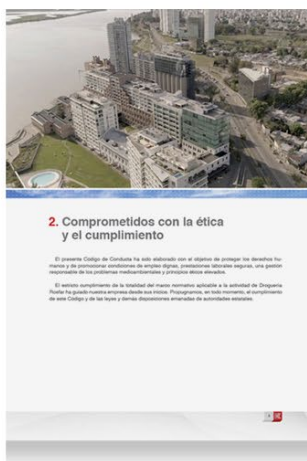 2. Comprometidos con la ética
y el cumplimiento
El presente Código de Conducta ha sido elaborado con el objetivo de proteger los derechos hu-
manos y de promocionar condiciones de empleo dignas, prestaciones laborales seguras, una gestión
responsable de los problemas medioambientales y principios éticos elevados.
El estricto cumplimiento de la totalidad del marco normativo aplicable a la actividad de Droguería
ha guiado nuestra empresa desde sus inicios. Propugnamos, en todo momento, el cumplimiento
de este Código y de las leyes y demás disposiciones emanadas de autoridades estatales.